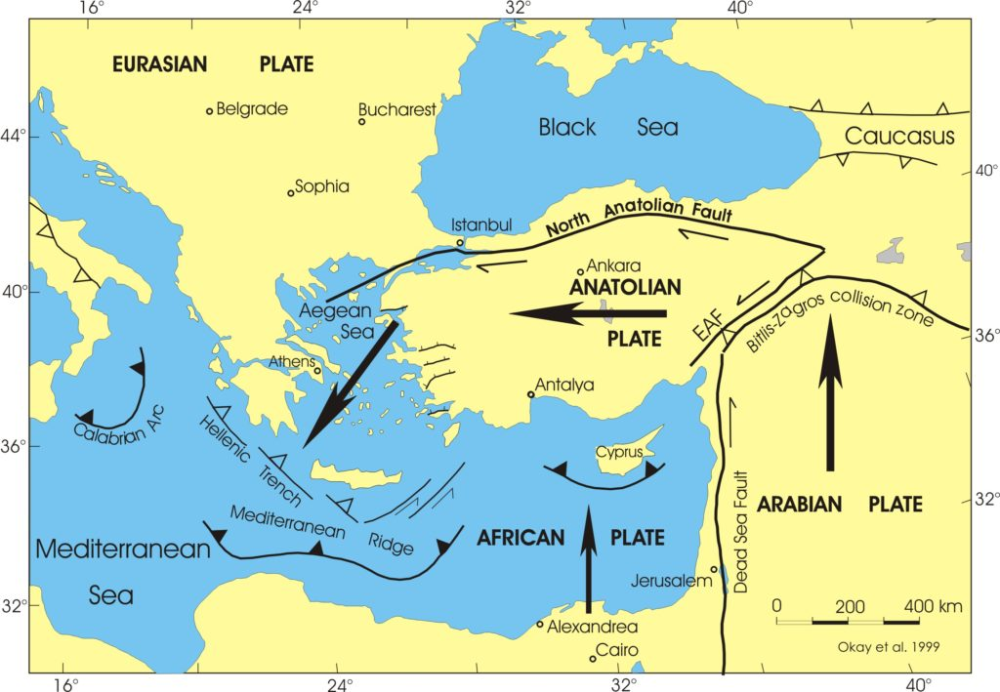 16° 24° 32° 40°
EURASIAN PLATE
Belgrade
Bucharest
Black Sea
Caucasus
44°
40°
Sophia
Istanbul
North Anatolian Fault
Ankara
ANATOLIAN
PLATE
40°
Aegean
Sea
EAF
Bitlis-Zagros collision zone
36°
Athens
Antalya
Calabrian Arc
Hellenic
Trench
36°
Cyprus
Mediterranean Ridge
AFRICAN PLATE
ARABIAN PLATE
32°
Dead Sea Fault
Mediterranean
Sea
Jerusalem
32°
0 200 400 km
Alexandrea
Cairo
Okay et al. 1999
16° 24° 32° 40°